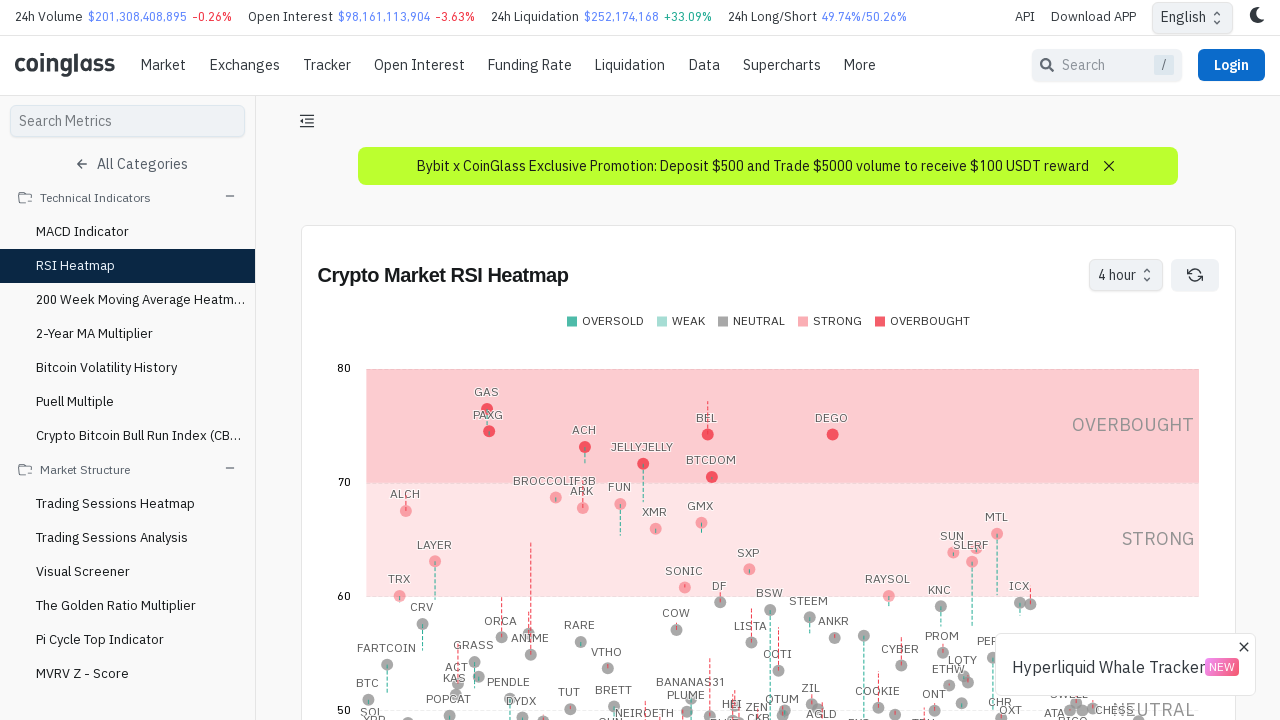 24h Volume $201,308,408,895 -0.26% Open Interest $98,161,113,904 -3.63% 24h Liquidation $252,174,168 +33.09% 24h Long/Short 49.74%/50.26% API Download APP English
coinglass Market Exchanges Tracker Open Interest Funding Rate Liquidation Data Supercharts More Search / Login
Search Metrics
All Categories
Technical Indicators
MACD Indicator
RSI Heatmap
200 Week Moving Average Heatm...
2-Year MA Multiplier
Bitcoin Volatility History
Puell Multiple
Crypto Bitcoin Bull Run Index (CB...
Market Structure
Trading Sessions Heatmap
Trading Sessions Analysis
Visual Screener
The Golden Ratio Multiplier
Pi Cycle Top Indicator
MVRV Z - Score
Bybit x CoinGlass Exclusive Promotion: Deposit $500 and Trade $5000 volume to receive $100 USDT reward
Crypto Market RSI Heatmap
4 hour
OVERSOLD WEAK NEUTRAL STRONG OVERBOUGHT
80
GAS
PAXG BEL DEGO
OVERBOUGHT
ACH
JELLYJELLY
BTCDOM
70
BROCCOLIF3B FUN
ALCH ARK
GMX
XMR
MTL
SUN STRONG
LAYER SLERF
SXP
SONIC
TRX RAYSOL
DF ICX
KNC
60 BSW
CRV STEEM
COW
ORCA RARE LISTA ANKR
ANIME PROM
GRASS
FARTCOIN VTHO CYBER
ETHW LOTY
ACT
KAS
BTC PENDLE BANANAS31
BRETT ZIL COOKIE
POPCAT TUT PLUME ONT
DYDX QTUM CHR
HEI
ZEN
50 SOL AGLD OXT CHESS NEUTRAL
Hyperliquid Whale Tracker NEW